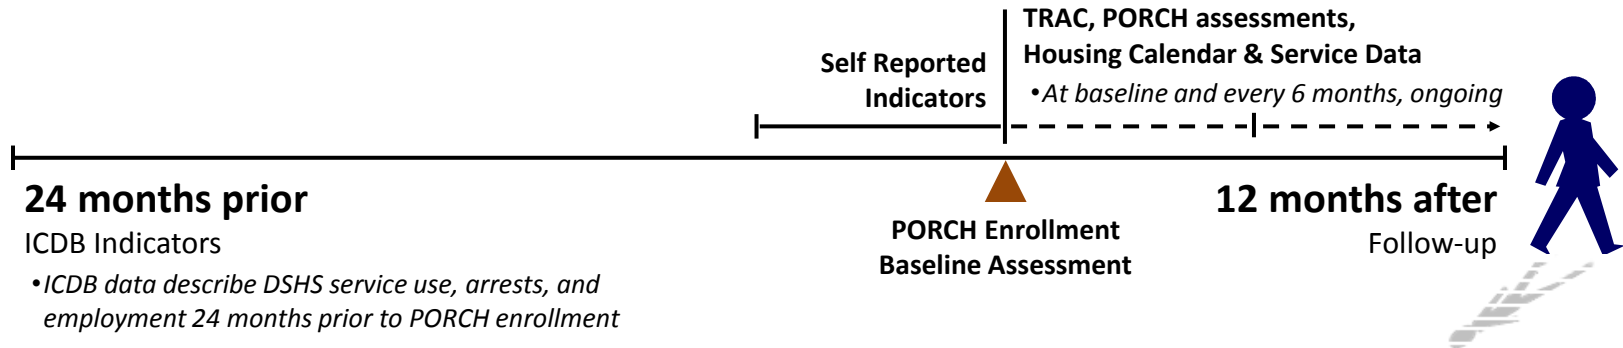 Self Reported
Indicators
TRAC, PORCH assessments,
Housing Calendar & Service Data
•At baseline and every 6 months, ongoing
24 months prior
ICDB Indicators
•ICDB data describe DSHS service use, arrests, and
employment 24 months prior to PORCH enrollment
PORCH Enrollment
Baseline Assessment
12 months after
Follow-up